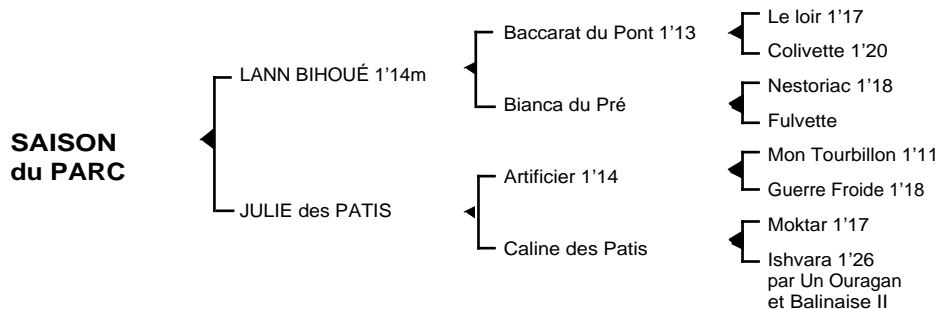 SAISON
du PARC
LANN BIHOUÉ 1’14m
JULIE des PATIS
Baccarat du Pont 1’13
Bianca du Pré
Artificier 1’14
Caline des Patis
Le loir 1’17
Colivette 1’20
Nestoriac 1’18
Fulvette
Mon Tourbillon 1’11
Guerre Froide 1’18
Moktar 1’17
Ishvara 1’26
par Un Ouragan
et Balinaise II